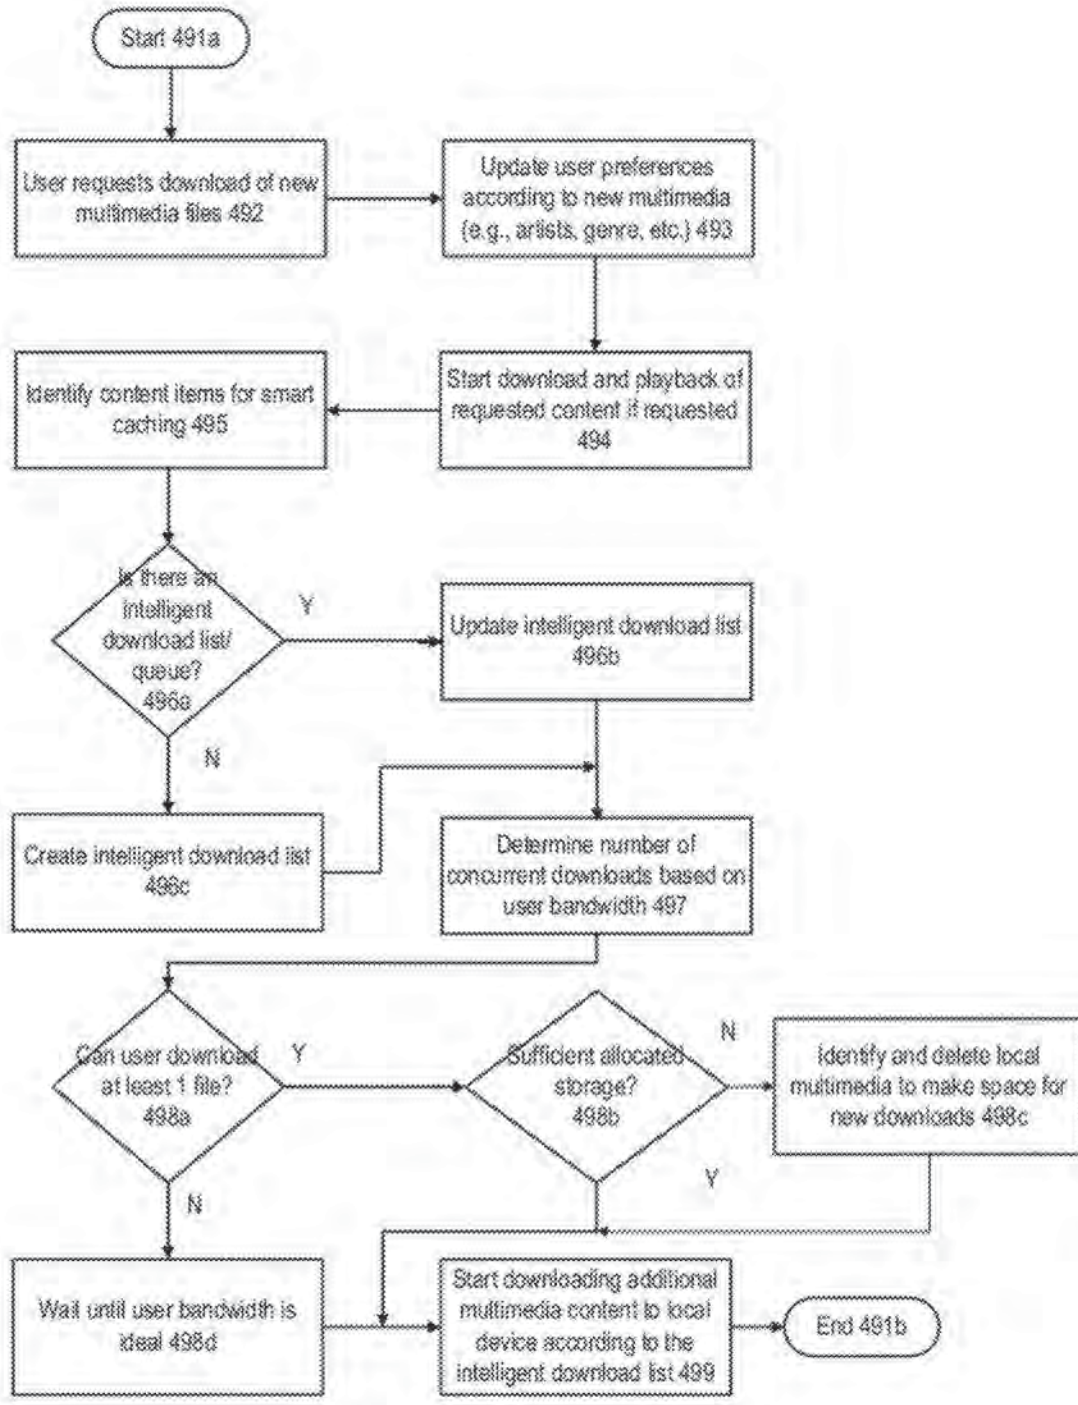 Start 491a
User requests download of new
multimedia files 492
Update user preferences
according to new multimedia
(e.g., artists, genre, etc.) 493
Start download and playback of
requested content if requested
494
Identify content items for smart
caching 495
Is there an
intelligent
download list/
queue?
496a
Y
N
Update intelligent download list
496b
Create intelligent download list
496c
Determine number of
concurrent downloads based on
user bandwidth 497
Can user download
at least 1 file?
498a
Y
N
Sufficient allocated
storage?
498b
N
Y
Identify and delete local
multimedia to make space for
new downloads 498c
Wait until user bandwidth is
ideal 498d
Start downloading additional
multimedia content to local
device according to the
intelligent download list 499
End 491b